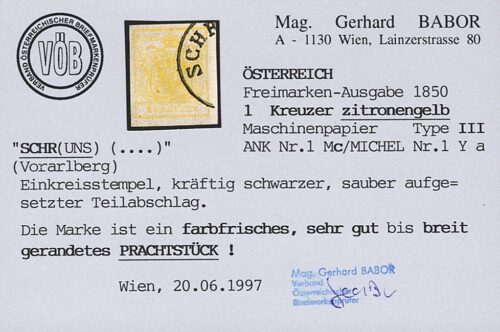 VERBAND ÖSTERREICHISCHER BRIEFMARKENPRÜFER
VÖB
SCHR
Mag. Gerhard BABOR
A - 1130 Wien, Lainzerstrasse 80
ÖSTERREICH
Freimarken-Ausgabe 1850
1 Kreuzer zitronengelb
Maschinenpapier Type III
ANK Nr.1 Mc/MICHEL Nr.1 Y a
"SCHR(UNS) (....)"
(Vorarlberg)
Einkreisstempel, kräftig schwarzer, sauber aufge=
setzter Teilabschlag.
Die Marke ist ein farbfrisches, sehr gut bis breit
gerandetes PRACHTSTÜCK !
Wien, 20.06.1997
Mag. Gerhard BABOR
Verband
Österreichischer
Briefmarkenprüfer